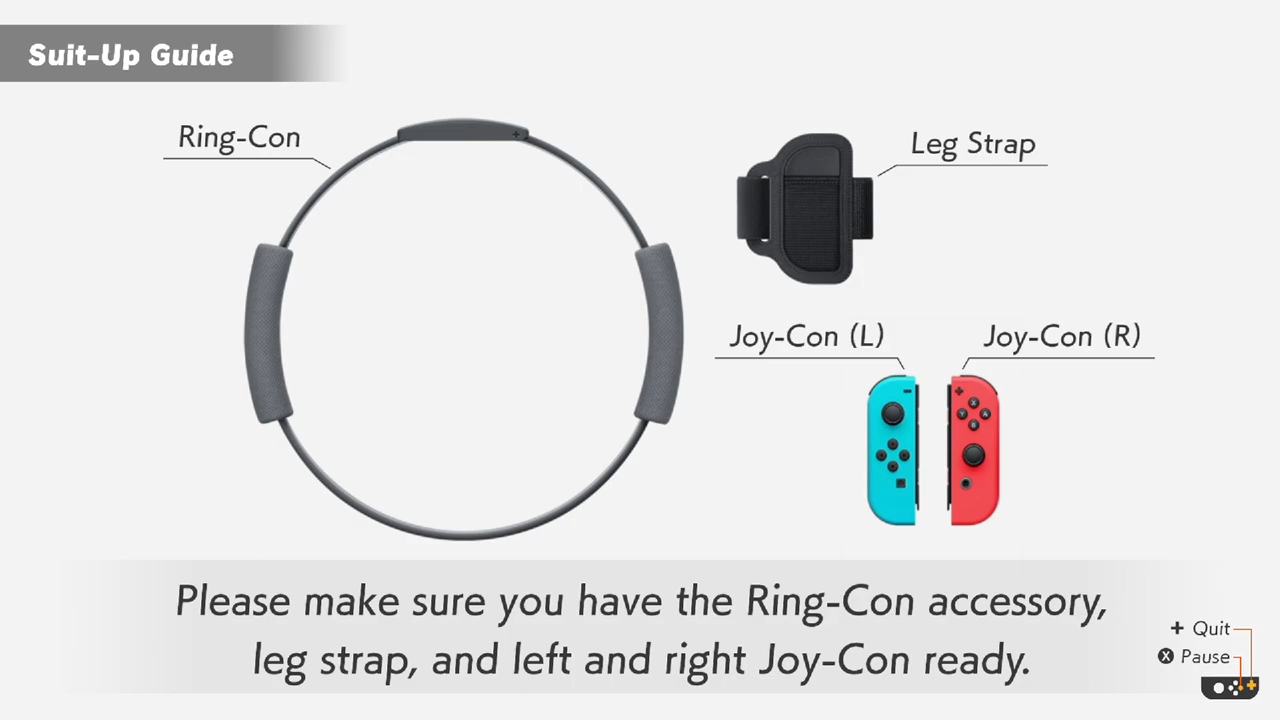 Suit-Up Guide
Ring-Con
Leg Strap
Joy-Con (L)
Joy-Con (R)
Please make sure you have the Ring-Con accessory,
leg strap, and left and right Joy-Con ready.
+ Quit
X Pause